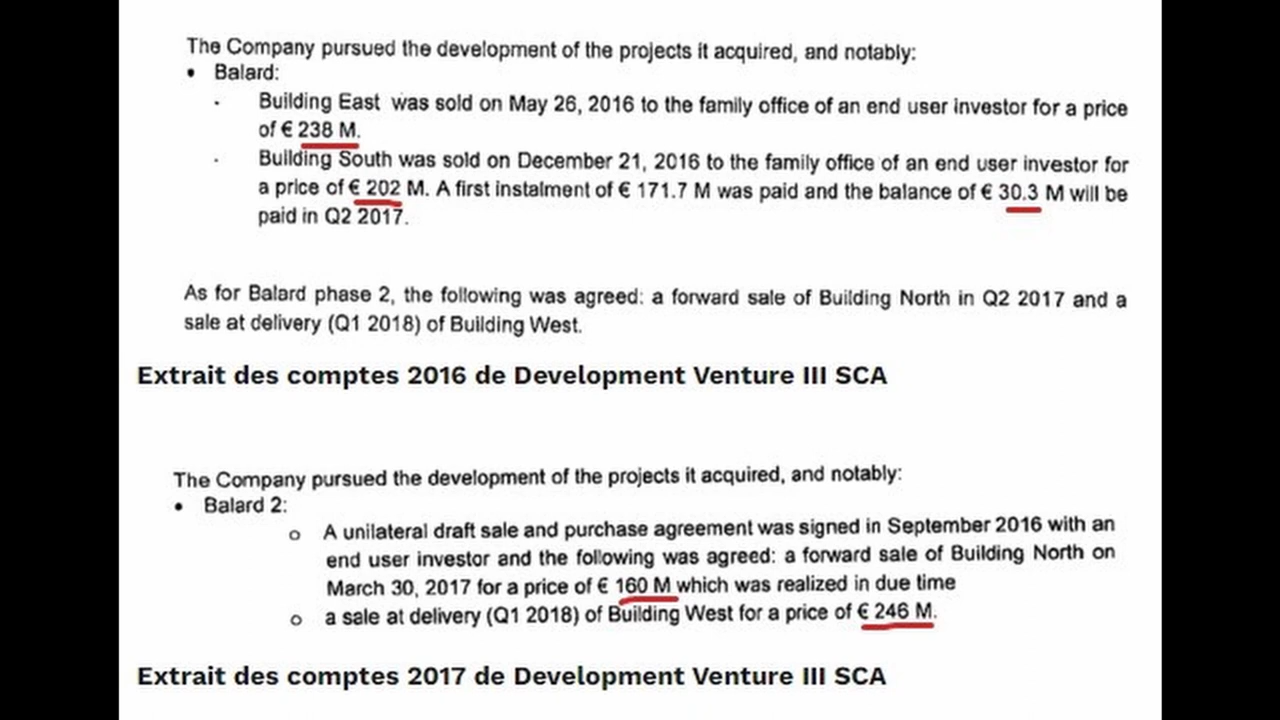 The Company pursued the development of the projects it acquired, and notably:
• Balard:
· Building East was sold on May 26, 2016 to the family office of an end user investor for a price
of € 238 M.
· Building South was sold on December 21, 2016 to the family office of an end user investor for
a price of € 202 M. A first instalment of € 171.7 M was paid and the balance of € 30.3 M will be
paid in Q2 2017.
As for Balard phase 2, the following was agreed: a forward sale of Building North in Q2 2017 and a
sale at delivery (Q1 2018) of Building West.
Extrait des comptes 2016 de Development Venture III SCA
The Company pursued the development of the projects it acquired, and notably:
• Balard 2:
o A unilateral draft sale and purchase agreement was signed in September 2016 with an
end user investor and the following was agreed: a forward sale of Building North on
March 30, 2017 for a price of € 160 M which was realized in due time
o a sale at delivery (Q1 2018) of Building West for a price of € 246 M.
Extrait des comptes 2017 de Development Venture III SCA